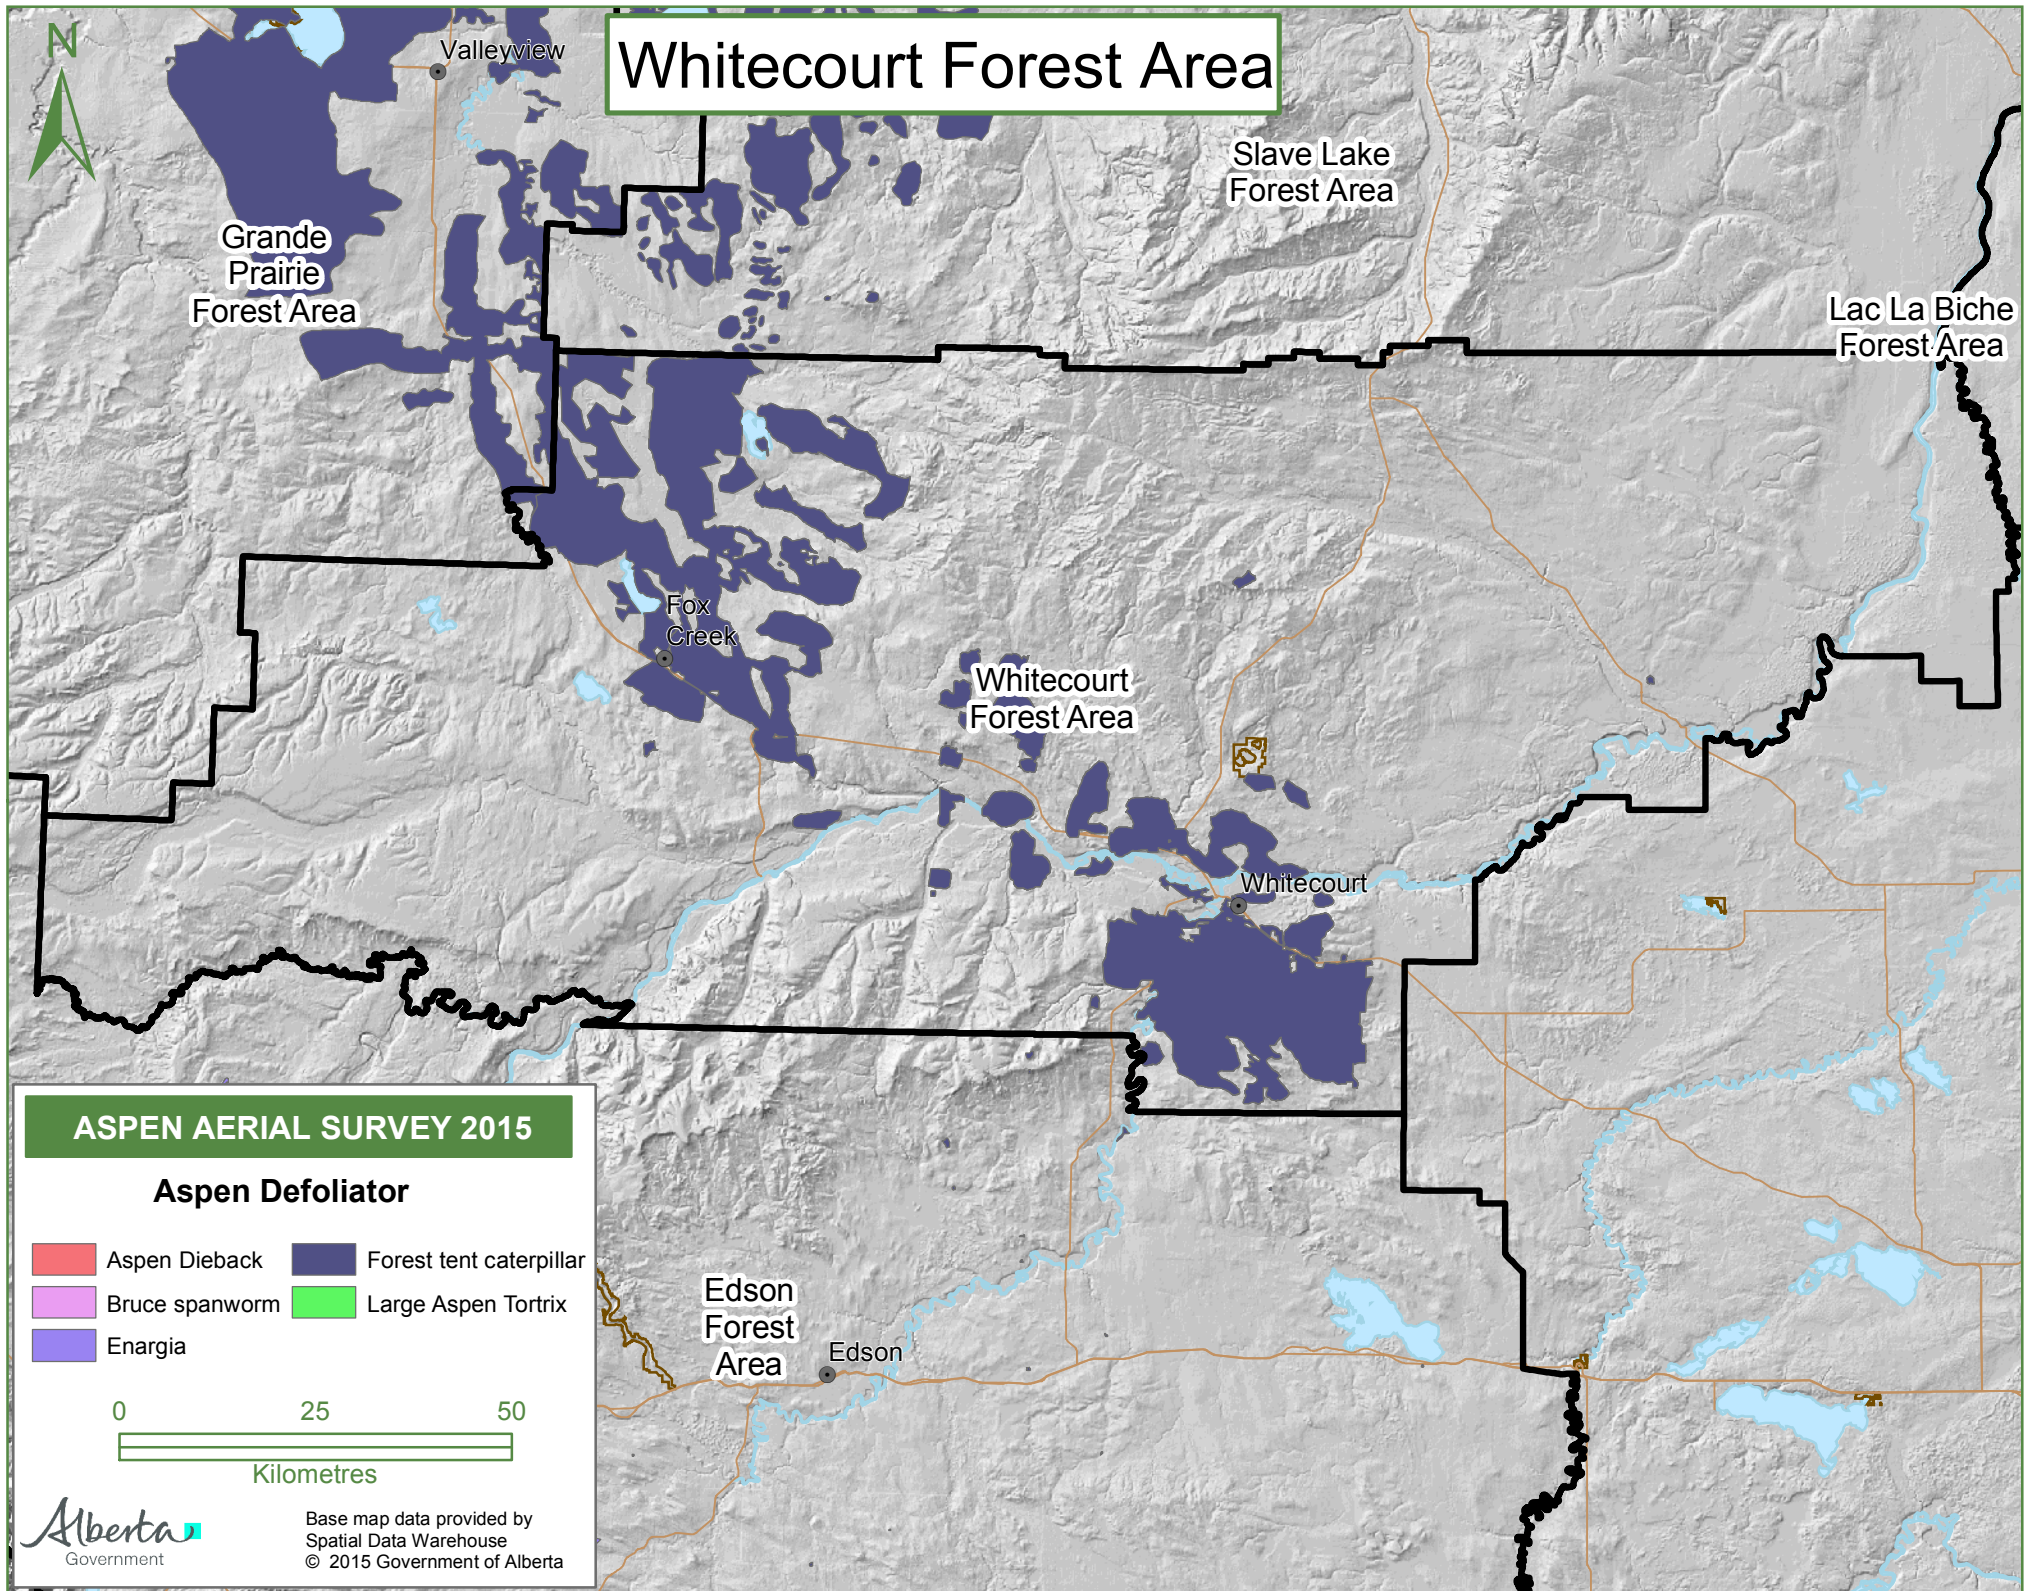 N
Whitecourt Forest Area
Valleyview
Slave Lake
Forest Area
Grande
Prairie
Forest Area
Lac La Biche
Forest Area
Fox
Creek
Whitecourt
Forest Area
Whitecourt
Edson
Forest
Area
Edson
ASPEN AERIAL SURVEY 2015
Aspen Defoliator
Aspen Dieback
Forest tent caterpillar
Bruce spanworm
Large Aspen Tortrix
Enargia
0 25 50
Kilometres
Alberta
Government
Base map data provided by
Spatial Data Warehouse
© 2015 Government of Alberta